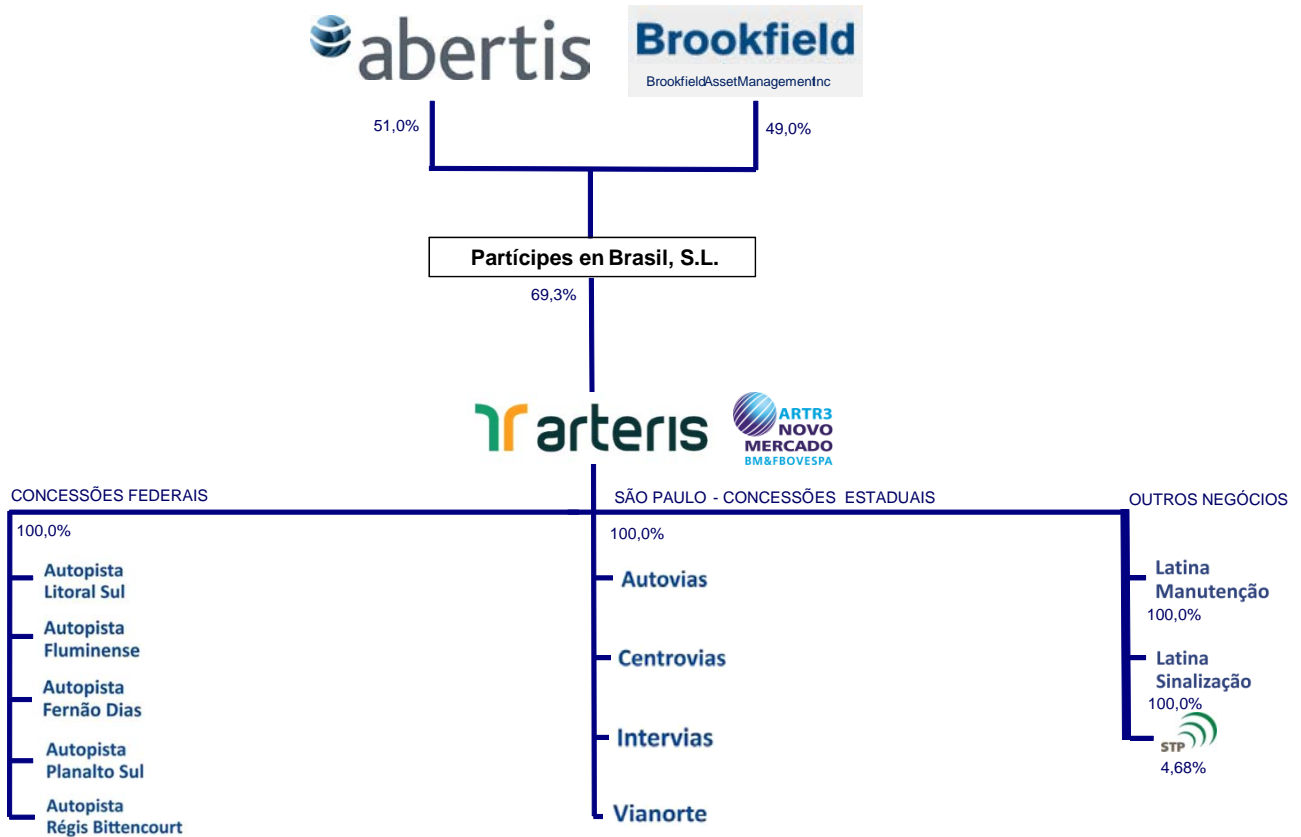 abertis
Brookfield
BrookfieldAssetManagementInc
51,0%
49,0%
Partícipes en Brasil, S.L.
69,3%
arteris
ARTR3
NOVO
MERCADO
BM&FBOVESPA
CONCESSÕES FEDERAIS
100,0%
Autopista
Litoral Sul
Autopista
Fluminense
Autopista
Fernão Dias
Autopista
Planalto Sul
Autopista
Régis Bittencourt
SÃO PAULO - CONCESSÕES ESTADUAIS
100,0%
Autovias
Centrovias
Intervias
Vianorte
OUTROS NEGÓCIOS
Latina
Manutenção
100,0%
Latina
Sinalização
100,0%
STP
4,68%